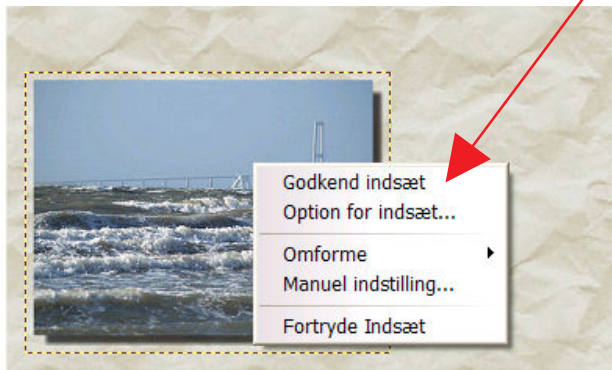 Godkend indsæt
Option for indsæt...
Omforme
Manuel indstilling...
Fortryde Indsæt